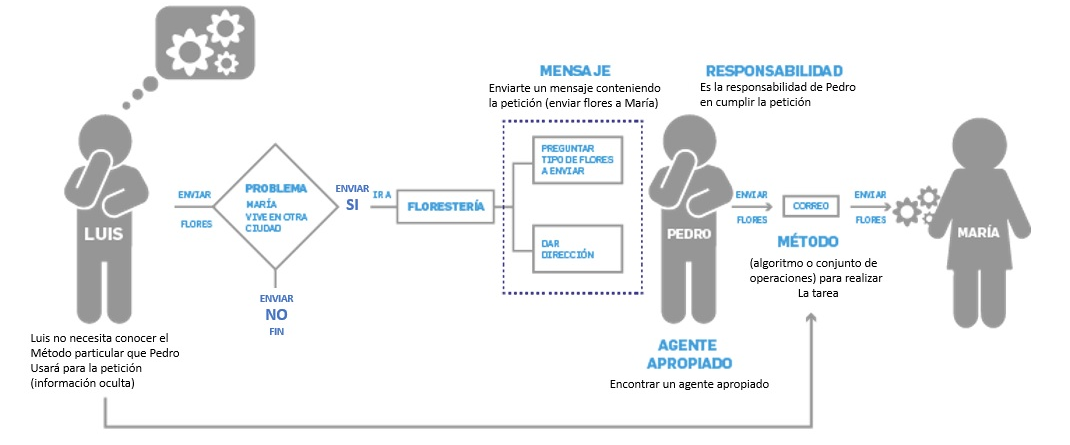 LUIS
Luis no necesita conocer el
Método particular que Pedro
Usará para la petición
(información oculta)
ENVIAR
FLORES
PROBLEMA
MARÍA
VIVE EN OTRA
CIUDAD
ENVIAR
NO
FIN
ENVIAR
SI
IR A
FLORESTERÍA
MENSAJE
Enviarte un mensaje conteniendo
la petición (enviar flores a María)
PREGUNTAR
TIPO DE FLORES
A ENVIAR
DAR
DIRECCIÓN
RESPONSABILIDAD
Es la responsabilidad de Pedro
en cumplir la petición
PEDRO
AGENTE
APROPIADO
Encontrar un agente apropiado
ENVIAR
FLORES
CORREO
MÉTODO
(algoritmo o conjunto de
operaciones) para realizar
La tarea
ENVIAR
FLORES
MARÍA